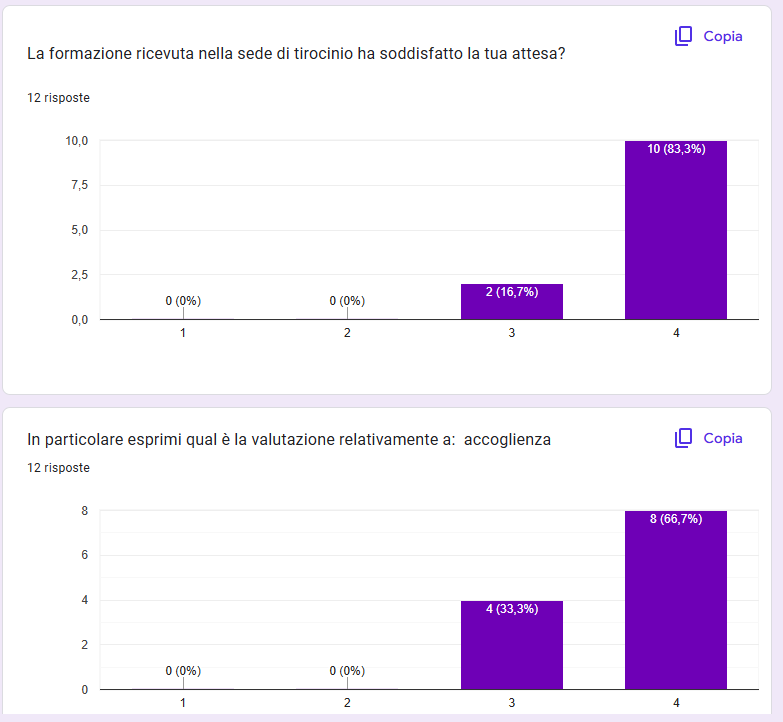 Copia
La formazione ricevuta nella sede di tirocinio ha soddisfatto la tua attesa?
12 risposte
10,0
10 (83,3%)
7,5
5,0
2,5
2 (16,7%)
0 (0%)
0 (0%)
0,0
1 2 3 4
Copia
In particolare esprimi qual è la valutazione relativamente a:  accoglienza
12 risposte
8
8 (66,7%)
6
4
4 (33,3%)
2
0 (0%)
0 (0%)
0
1 2 3 4